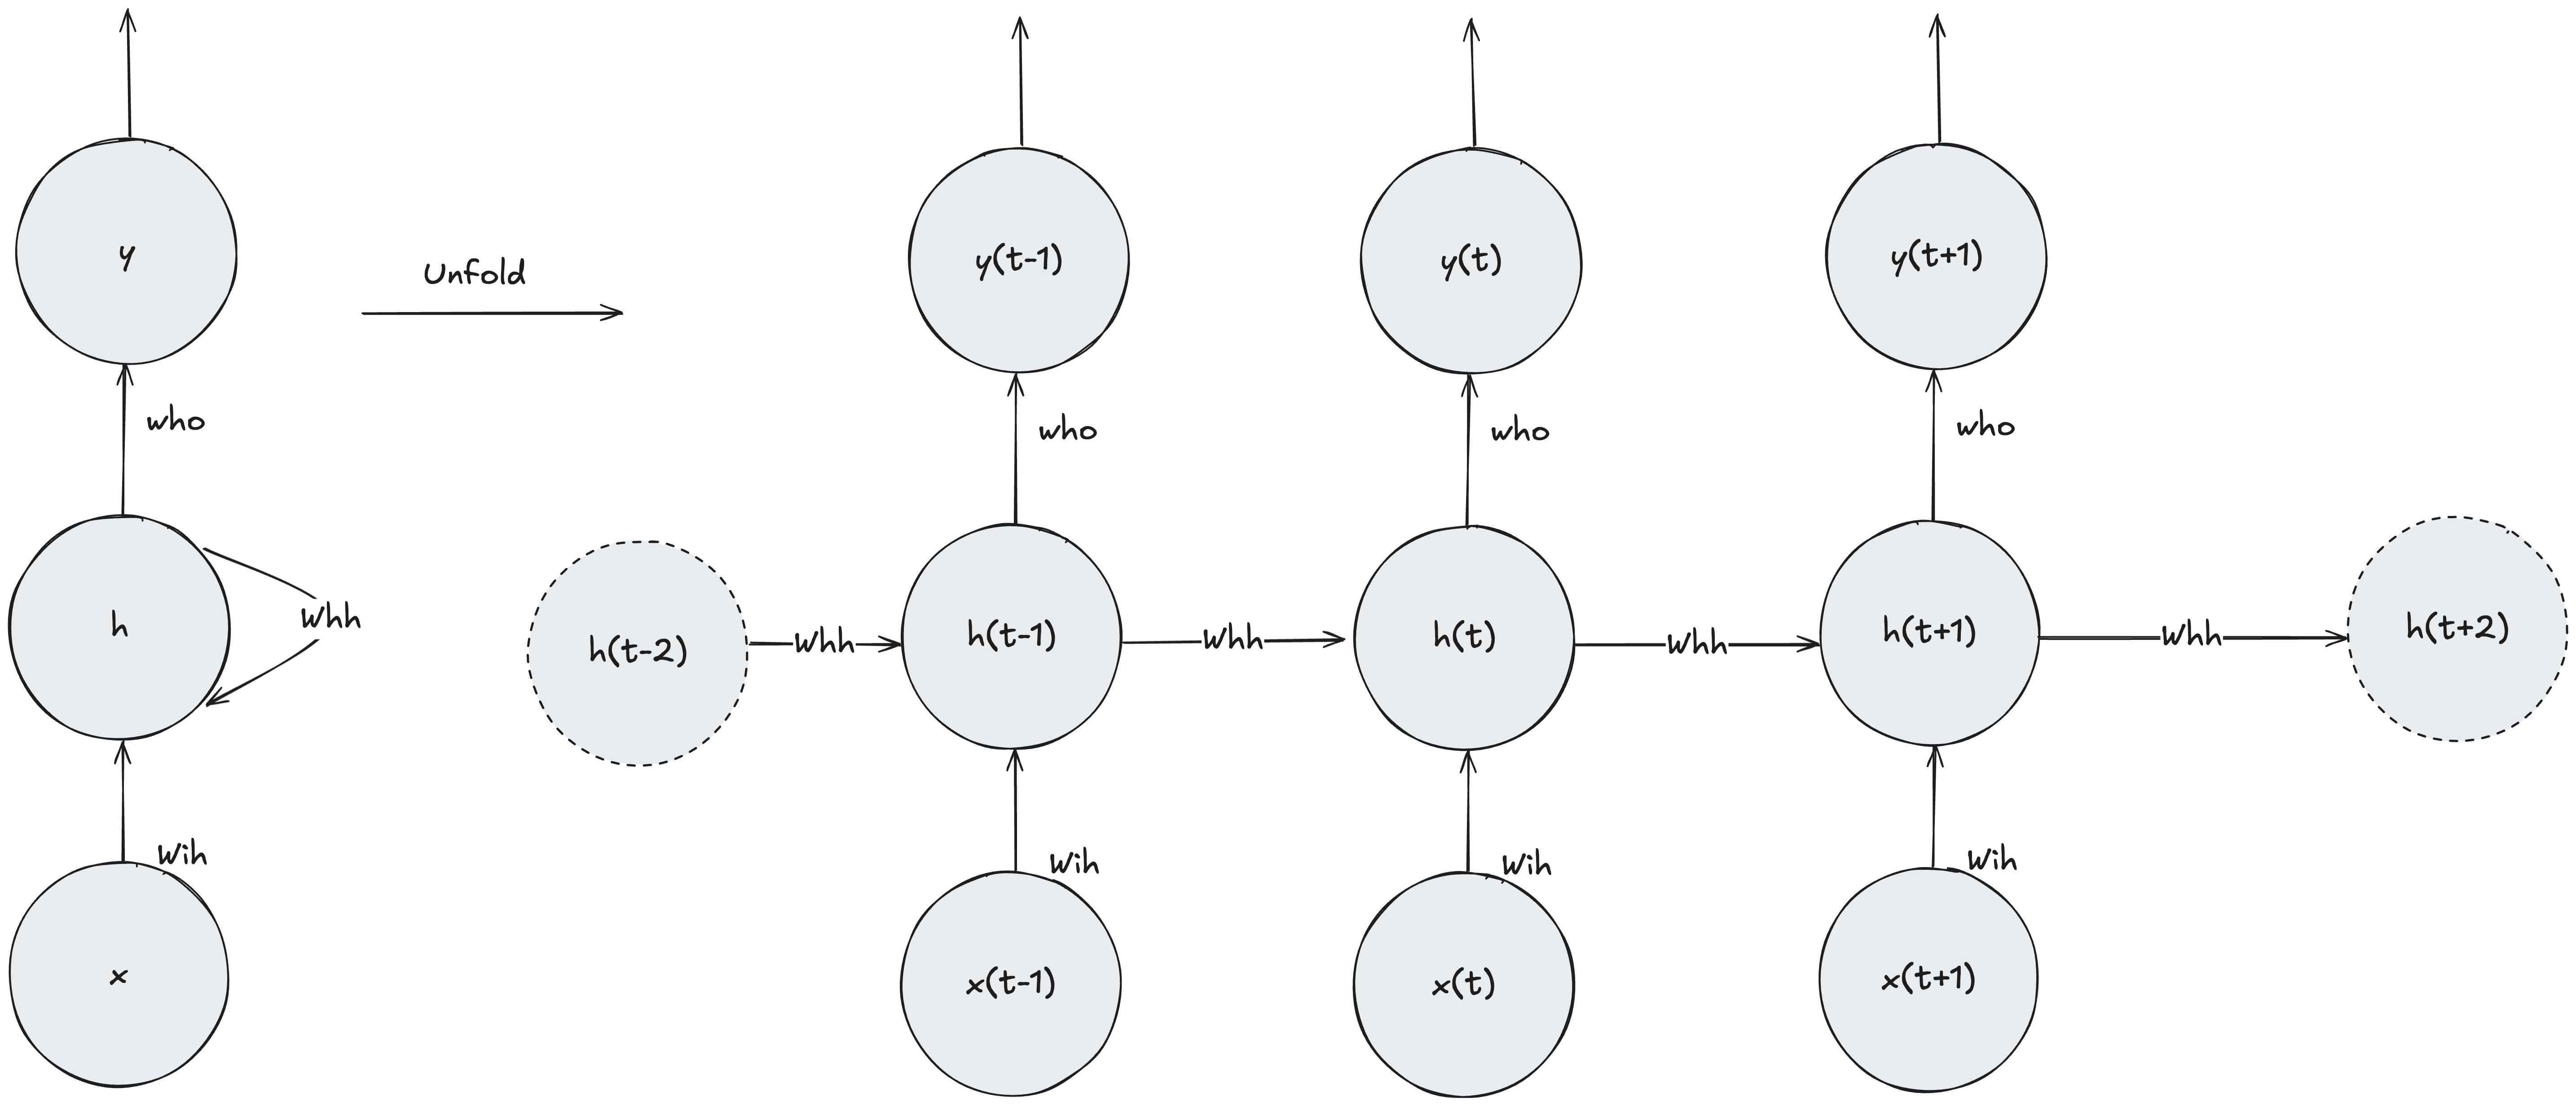 y
Unfold
y(t-1)
y(t)
y(t+1)
who
who
who
who
h
Whh
h(t-2)
Whh
h(t-1)
Whh
h(t)
Whh
h(t+1)
Whh
h(t+2)
Wih
Wih
Wih
Wih
x
x(t-1)
x(t)
x(t+1)